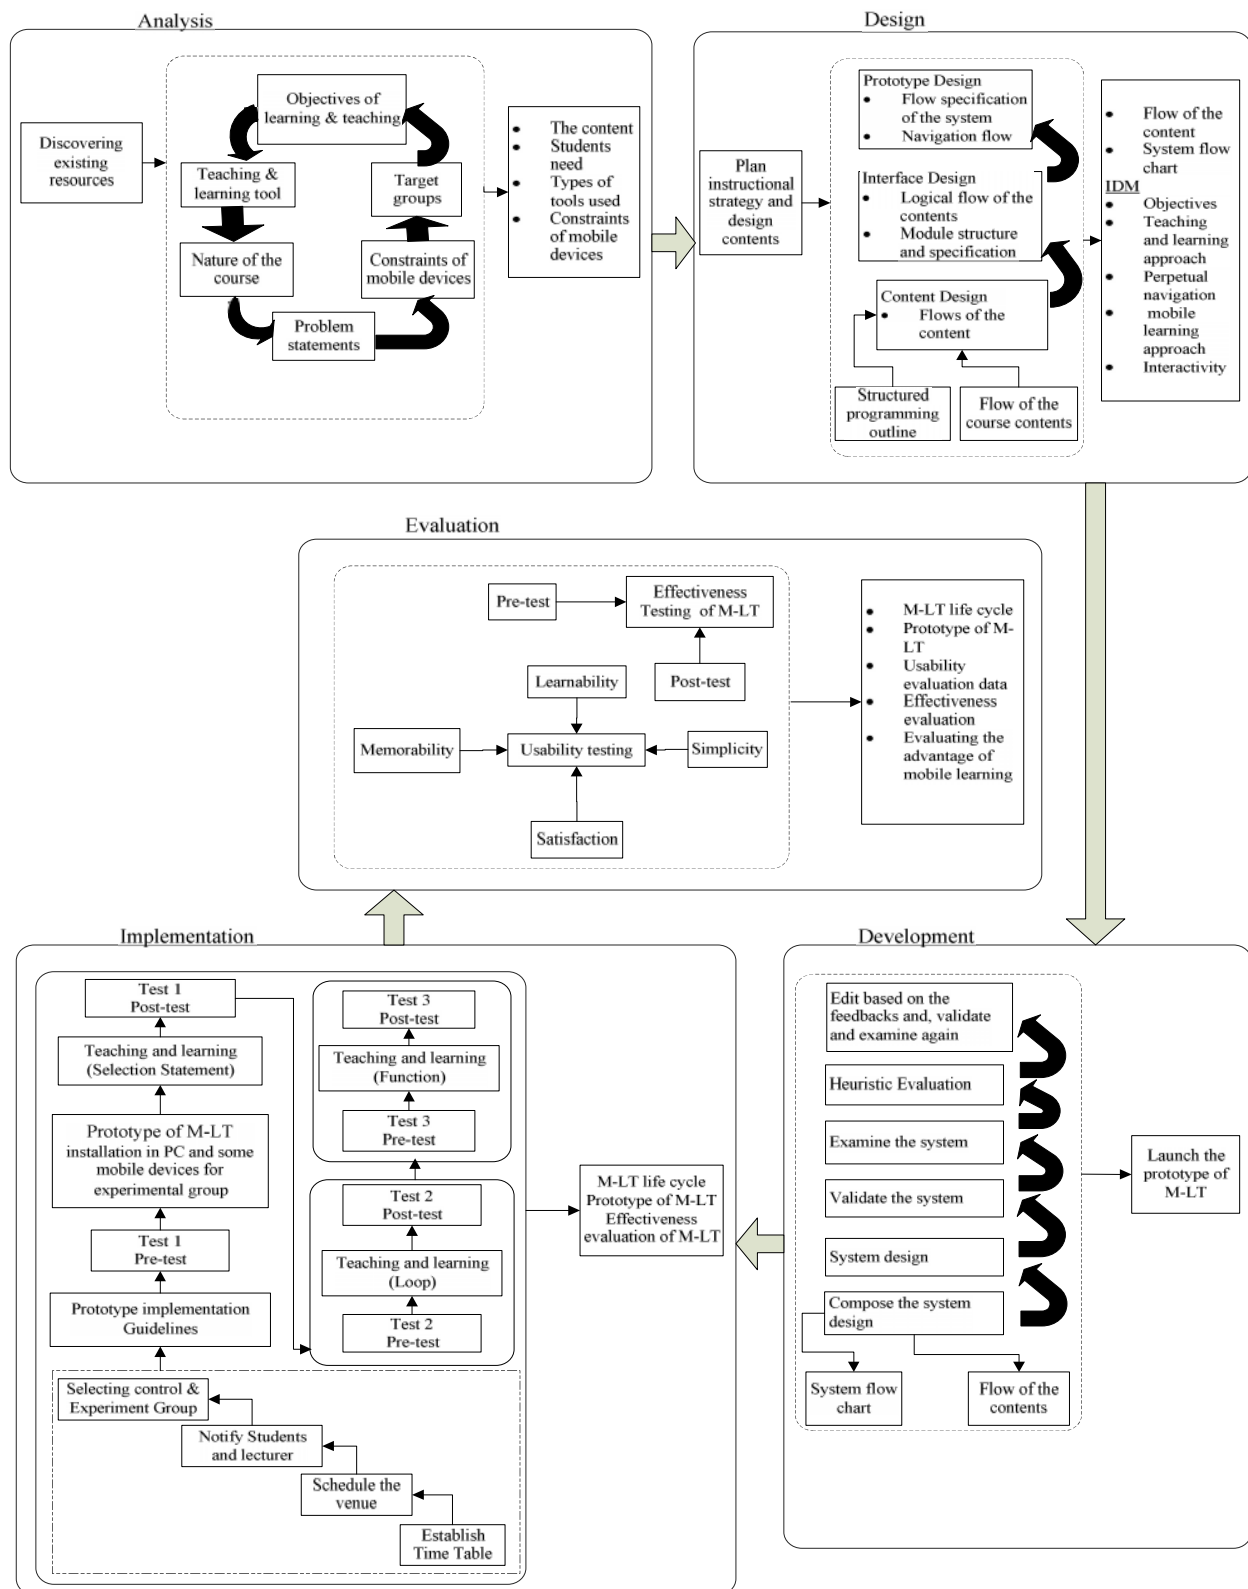 Analysis
Discovering
existing
resources
Objectives of
learning & teaching
Teaching &
learning tool
Nature of the
course
Problem
statements
Constraints of
mobile devices
Target
groups
• The content
• Students
need
• Types of
tools used
• Constraints
of mobile
devices
Design
Plan
instructional
strategy and
design
contents
Prototype Design
• Flow specification
of the system
• Navigation flow
Interface Design
• Logical flow of the
contents
• Module structure
and specification
Content Design
• Flows of the
content
Structured
programming
outline
Flow of the
course contents
• Flow of the
content
• System flow
chart
IDM
• Objectives
• Teaching
and learning
approach
• Perpetual
navigation
• mobile
learning
approach
• Interactivity
Evaluation
Pre-test
Effectiveness
Testing of M-LT
Post-test
Learnability
Memorability
Usability testing
Simplicity
Satisfaction
• M-LT life cycle
• Prototype of M-
LT
• Usability
evaluation data
• Effectiveness
evaluation
• Evaluating the
advantage of
mobile learning
Implementation
Test 1
Post-test
Teaching and learning
(Selection Statement)
Prototype of M-LT
installation in PC and some
mobile devices for
experimental group
Test 1
Pre-test
Prototype implementation
Guidelines
Selecting control &
Experiment Group
Notify Students
and lecturer
Schedule the
venue
Establish
Time Table
Test 3
Post-test
Teaching and learning
(Function)
Test 3
Pre-test
Test 2
Post-test
Teaching and learning
(Loop)
Test 2
Pre-test
M-LT life cycle
Prototype of M-LT
Effectiveness
evaluation of M-LT
Development
Edit based on the
feedbacks and, validate
and examine again
Heuristic Evaluation
Examine the system
Validate the system
System design
Compose the system
design
System flow
chart
Flow of the
contents
Launch the
prototype of
M-LT